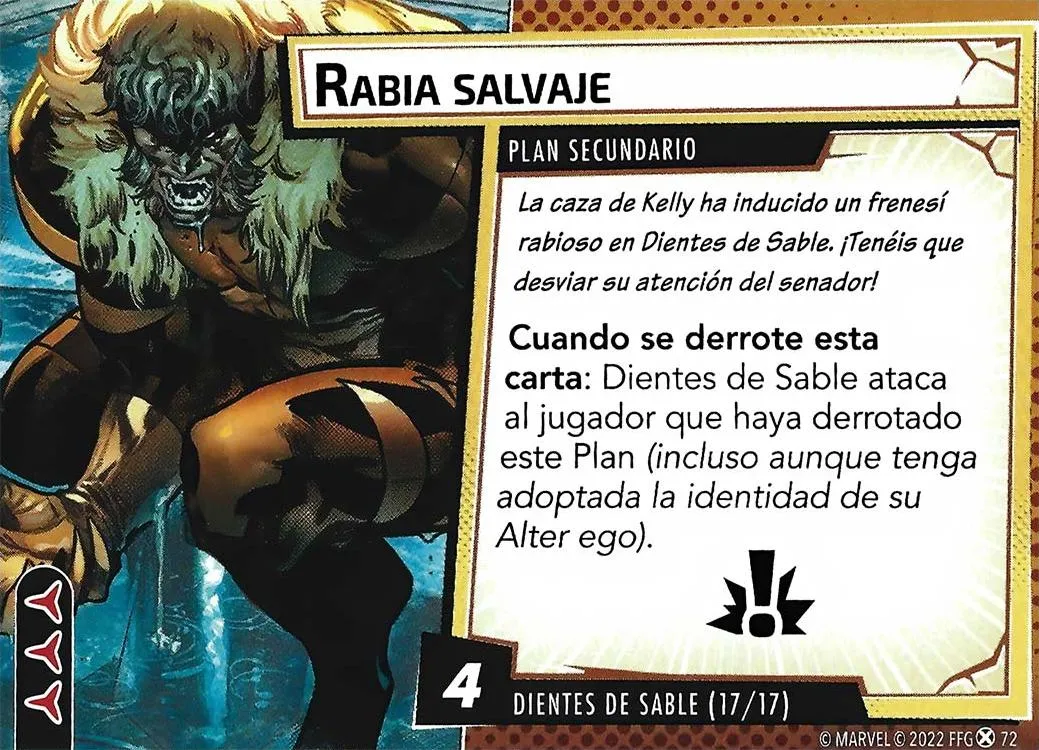 RABIA SALVAJE
PLAN SECUNDARIO
La caza de Kelly ha inducido un frenesí
rabioso en Dientes de Sable. ¡Tenéis que
desviar su atención del senador!
Cuando se derrote esta
carta: Dientes de Sable ataca
al jugador que haya derrotado
este Plan (incluso aunque tenga
adoptada la identidad de su
Alter ego).
4
DIENTES DE SABLE (17/17)
© MARVEL © 2022 FFG 72